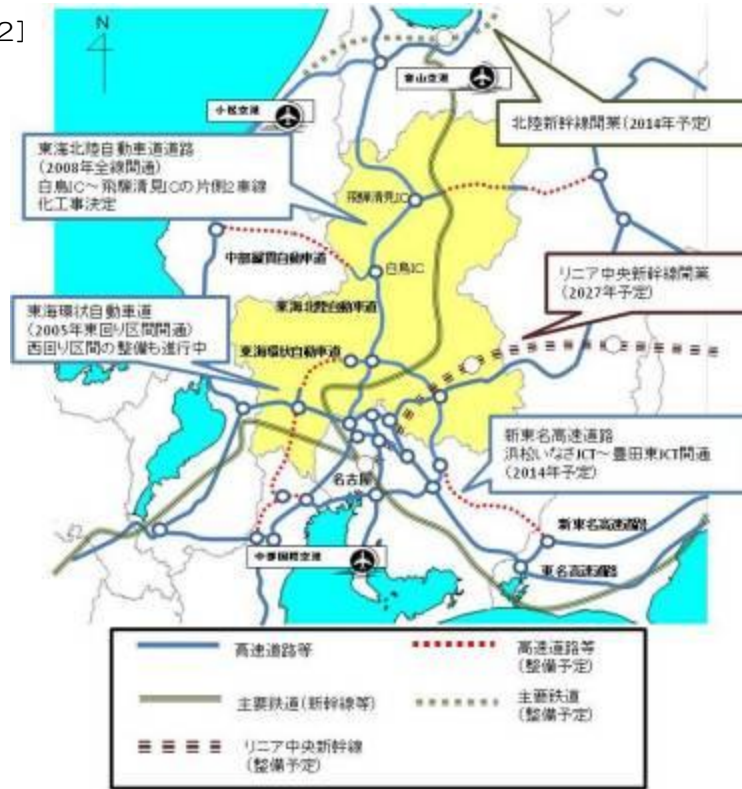 2]
N
富山空港
小松空港
北陸新幹線開業(2014年予定)
東海北陸自動車道道路
(2008年全線開通)
白鳥IC～飛騨清見ICの片側2車線
化工事決定
飛騨清見IC
中部縦貫自動車道
白鳥IC
リニア中央新幹線開業
(2027年予定)
東海北陸自動車道
東海環状自動車道
(2005年東回り区間開通)
西回り区間の整備も進行中
東海環状自動車道
新東名高速道路
浜松いなさJCT～豊田東JCT開通
(2014年予定)
名古屋
新東名高速道路
中部国際空港
東名高速道路
高速道路等
高速道路等
(整備予定)
主要鉄道(新幹線等)
主要鉄道
(整備予定)
リニア中央新幹線
(整備予定)